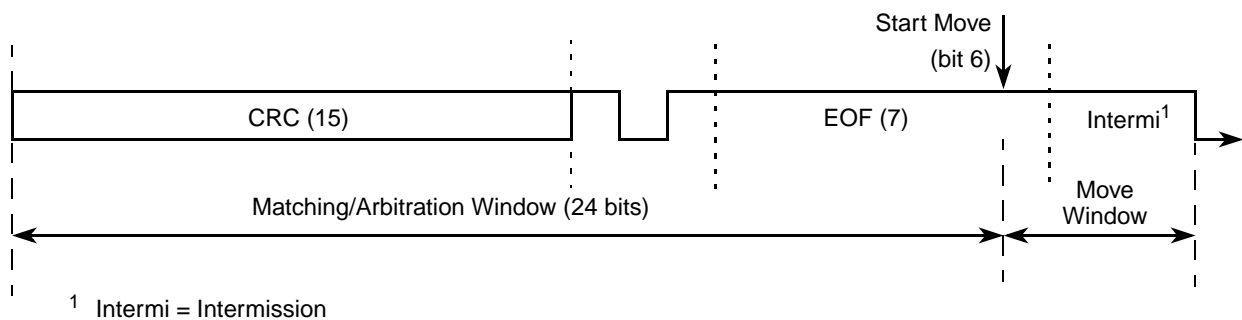 Start Move
(bit 6)
CRC (15)
EOF (7)
Intermi1
Matching/Arbitration Window (24 bits)
Move
Window
1 Intermi = Intermission